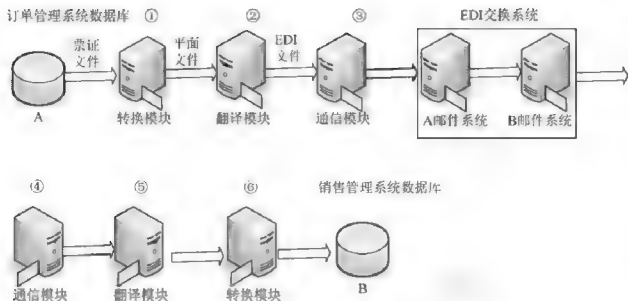 订单管理系统数据库 ① ② ③ EDI交换系统
票证文件 平面文件 EDI文件
A 转换模块 翻译模块 通信模块 A邮件系统 B邮件系统
④ ⑤ ⑥ 销售管理系统数据库
通信模块 翻译模块 转换模块 B